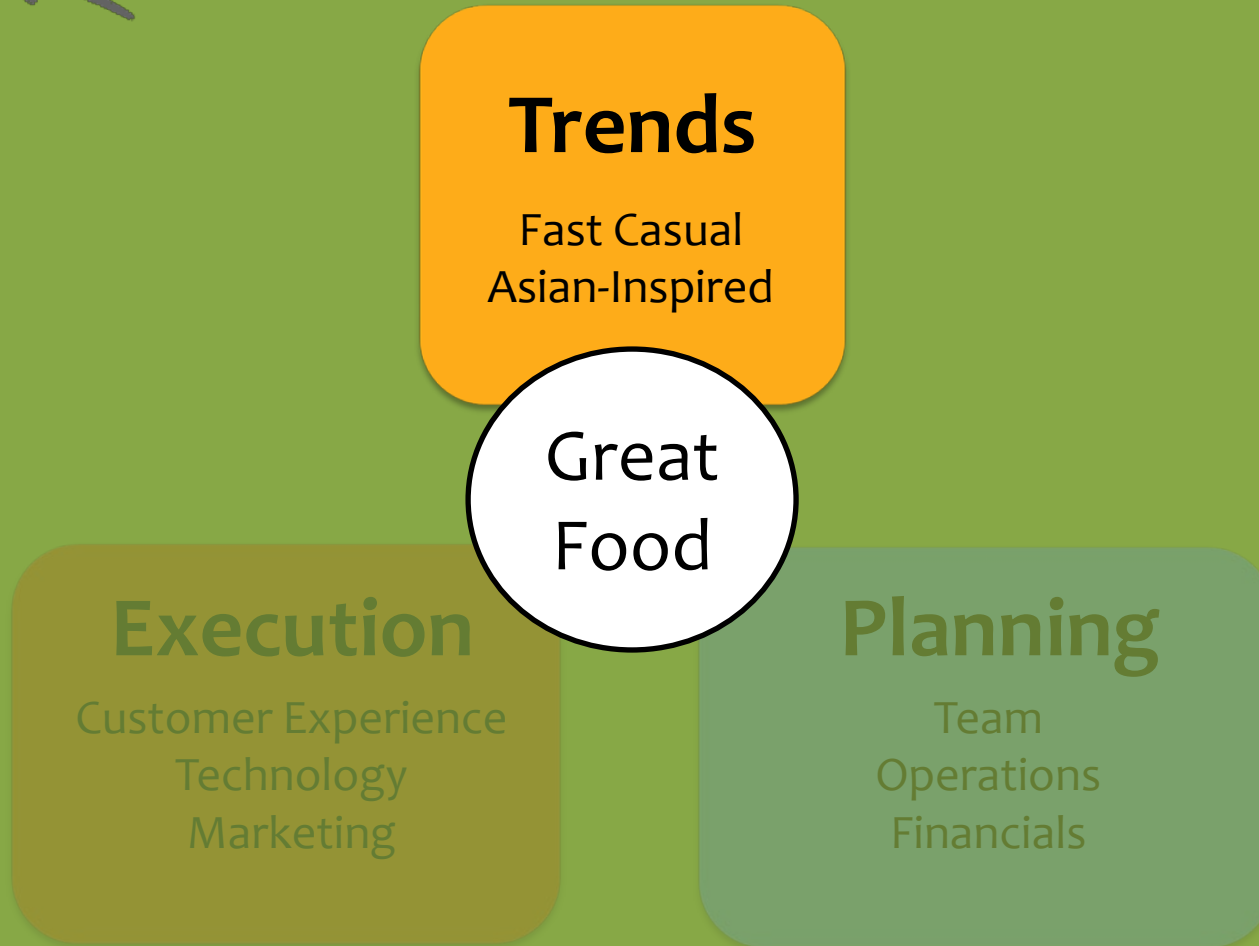 Trends
Fast Casual
Asian-Inspired
Great
Food
Execution
Customer Experience
Technology
Marketing
Planning
Team
Operations
Financials